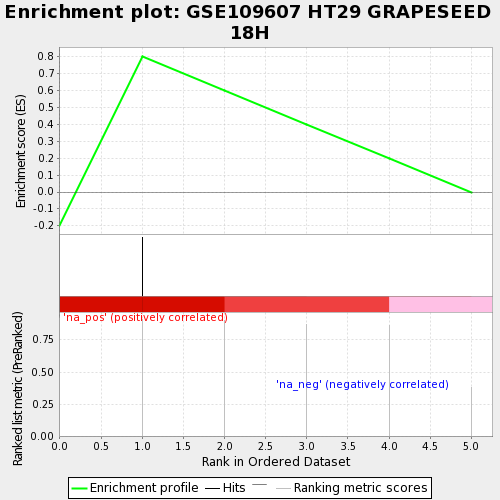 Enrichment plot: GSE109607 HT29 GRAPESEED
18H
Enrichment score (ES)
0.8
0.7
0.6
0.5
0.4
0.3
0.2
0.1
0.0
-0.1
-0.2
'na_pos' (positively correlated)
'na_neg' (negatively correlated)
Ranked list metric (PreRanked)
0.75
0.50
0.25
0.00
0.0 0.5 1.0 1.5 2.0 2.5 3.0 3.5 4.0 4.5 5.0
Rank in Ordered Dataset
Enrichment profile Hits Ranking metric scores